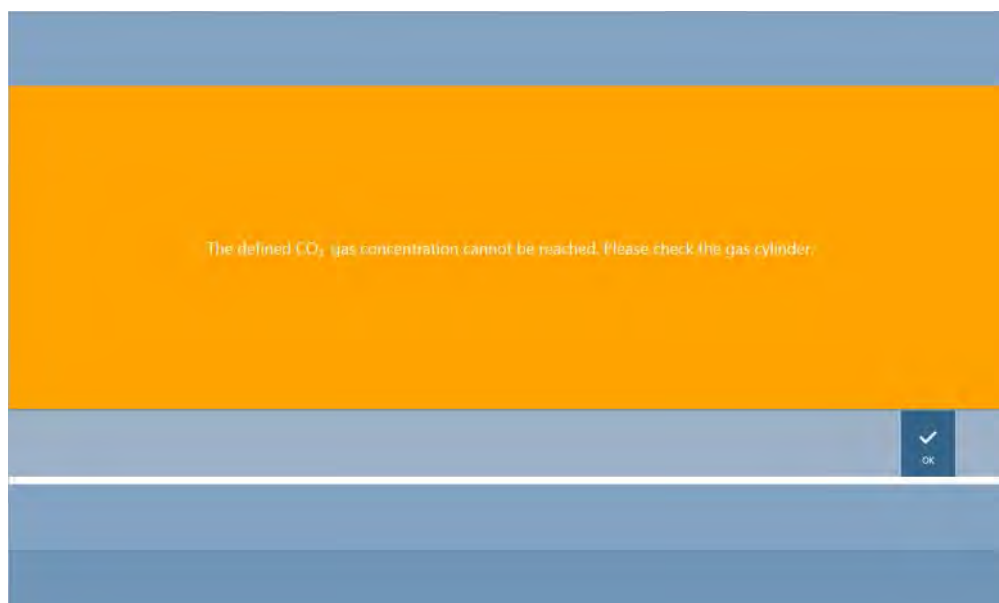 The defined CO₂ gas concentration cannot be reached. Please check the gas cylinder.
OK